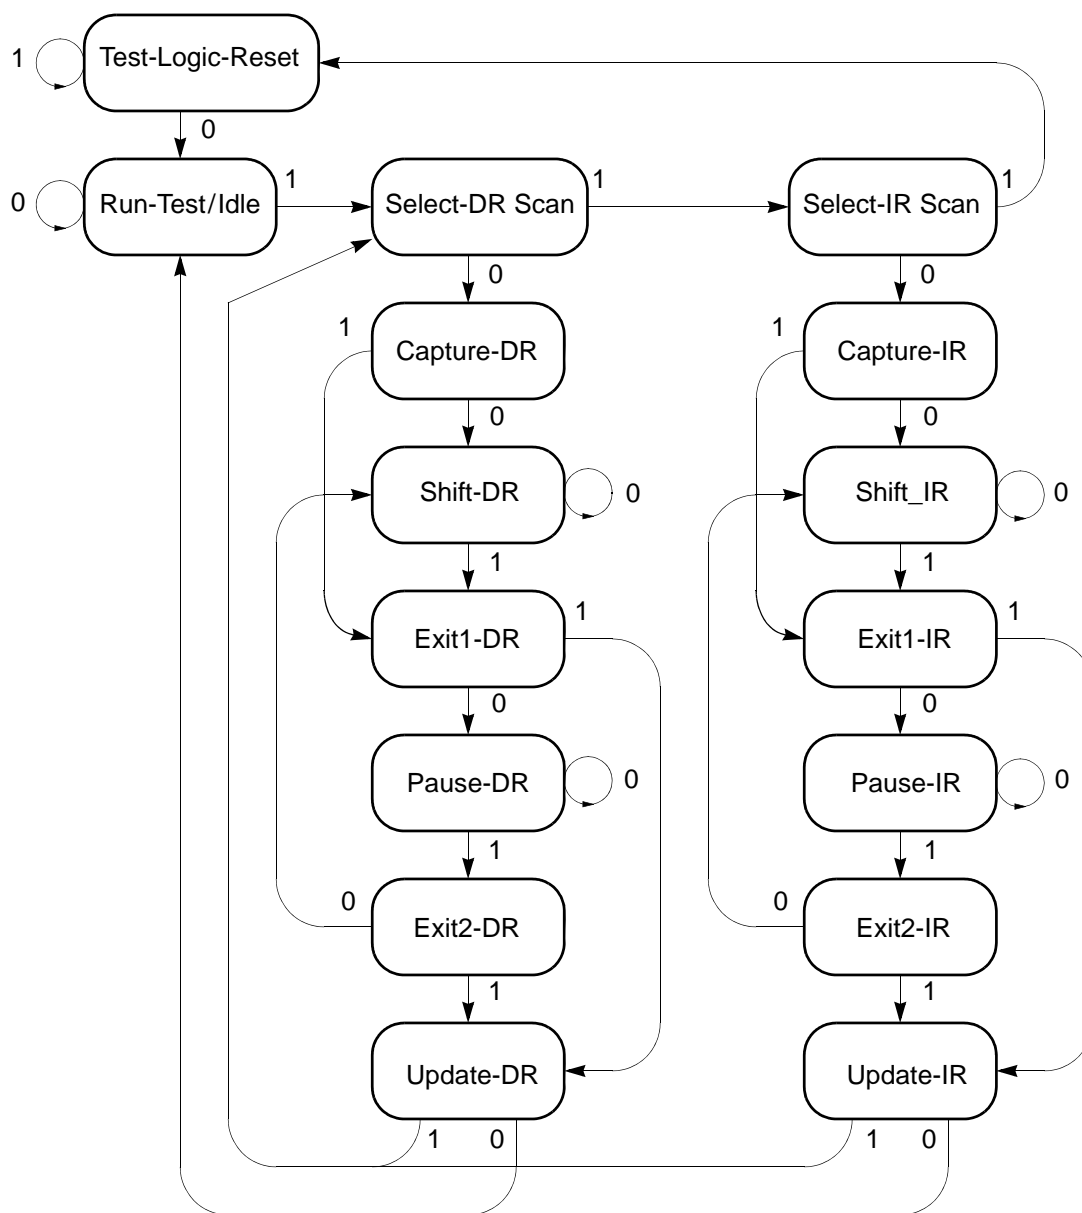 1
Test-Logic-Reset
0
0
Run-Test/Idle
1
Select-DR Scan
1
Select-IR Scan
1
0
0
1
Capture-DR
1
Capture-IR
0
0
Shift-DR
0
Shift_IR
0
1
1
Exit1-DR
1
Exit1-IR
1
0
0
Pause-DR
0
Pause-IR
0
1
1
0
Exit2-DR
0
Exit2-IR
1
1
Update-DR
Update-IR
1
0
1
0